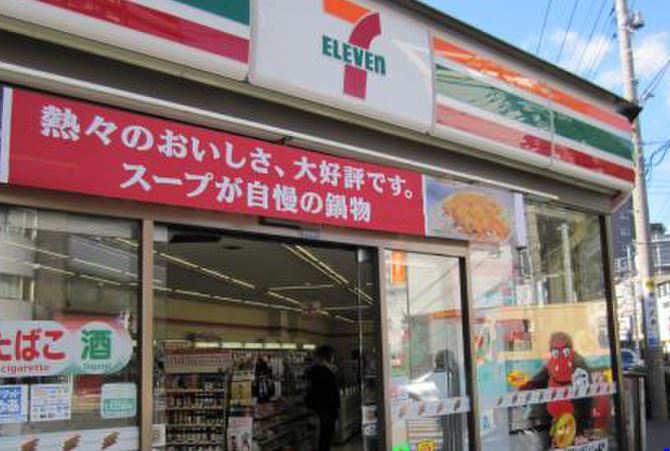 7
ELEVEn
熱々のおいしさ、大好評です。
スープが自慢の鍋物
たばこ 酒
cigarette liquor